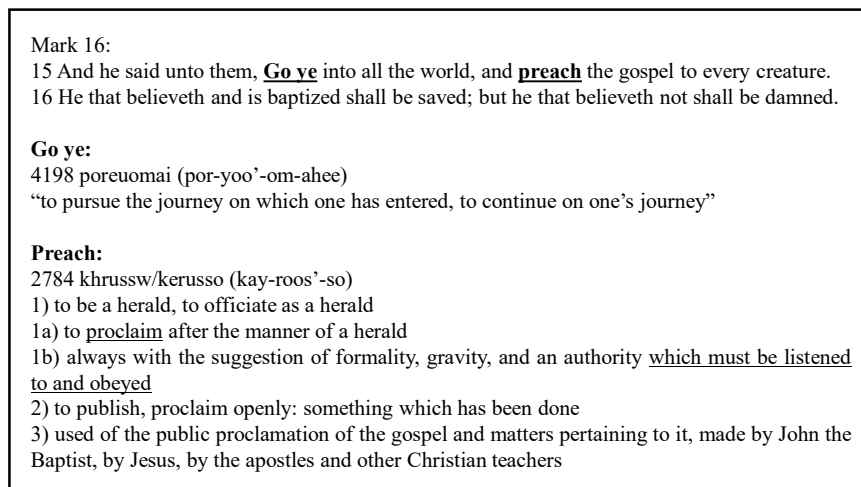 Mark 16:
15 And he said unto them, Go ye into all the world, and preach the gospel to every creature.
16 He that believeth and is baptized shall be saved; but he that believeth not shall be damned.
Go ye:
4198 poreuomai (por-yoo’-om-ahee)
“to pursue the journey on which one has entered, to continue on one’s journey”
Preach:
2784 khrussw/kerusso (kay-roos’-so)
1) to be a herald, to officiate as a herald
1a) to proclaim after the manner of a herald
1b) always with the suggestion of formality, gravity, and an authority which must be listened
to and obeyed
2) to publish, proclaim openly: something which has been done
3) used of the public proclamation of the gospel and matters pertaining to it, made by John the
Baptist, by Jesus, by the apostles and other Christian teachers